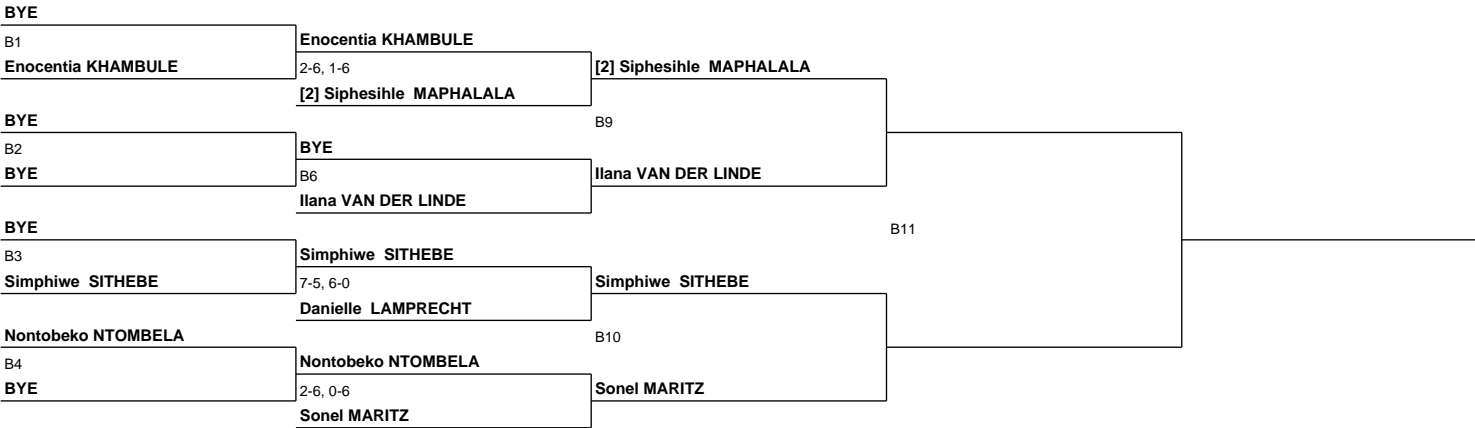 BYE
B1
Enocentia KHAMBULE
Enocentia KHAMBULE
2-6, 1-6
[2] Siphesihle  MAPHALALA
[2] Siphesihle  MAPHALALA
BYE
B2
BYE
BYE
B6
Ilana VAN DER LINDE
B9
Ilana VAN DER LINDE
BYE
B3
Simphiwe  SITHEBE
Simphiwe  SITHEBE
7-5, 6-0
Danielle  LAMPRECHT
Simphiwe  SITHEBE
B11
Nontobeko NTOMBELA
B4
BYE
Nontobeko NTOMBELA
2-6, 0-6
Sonel MARITZ
B10
Sonel MARITZ